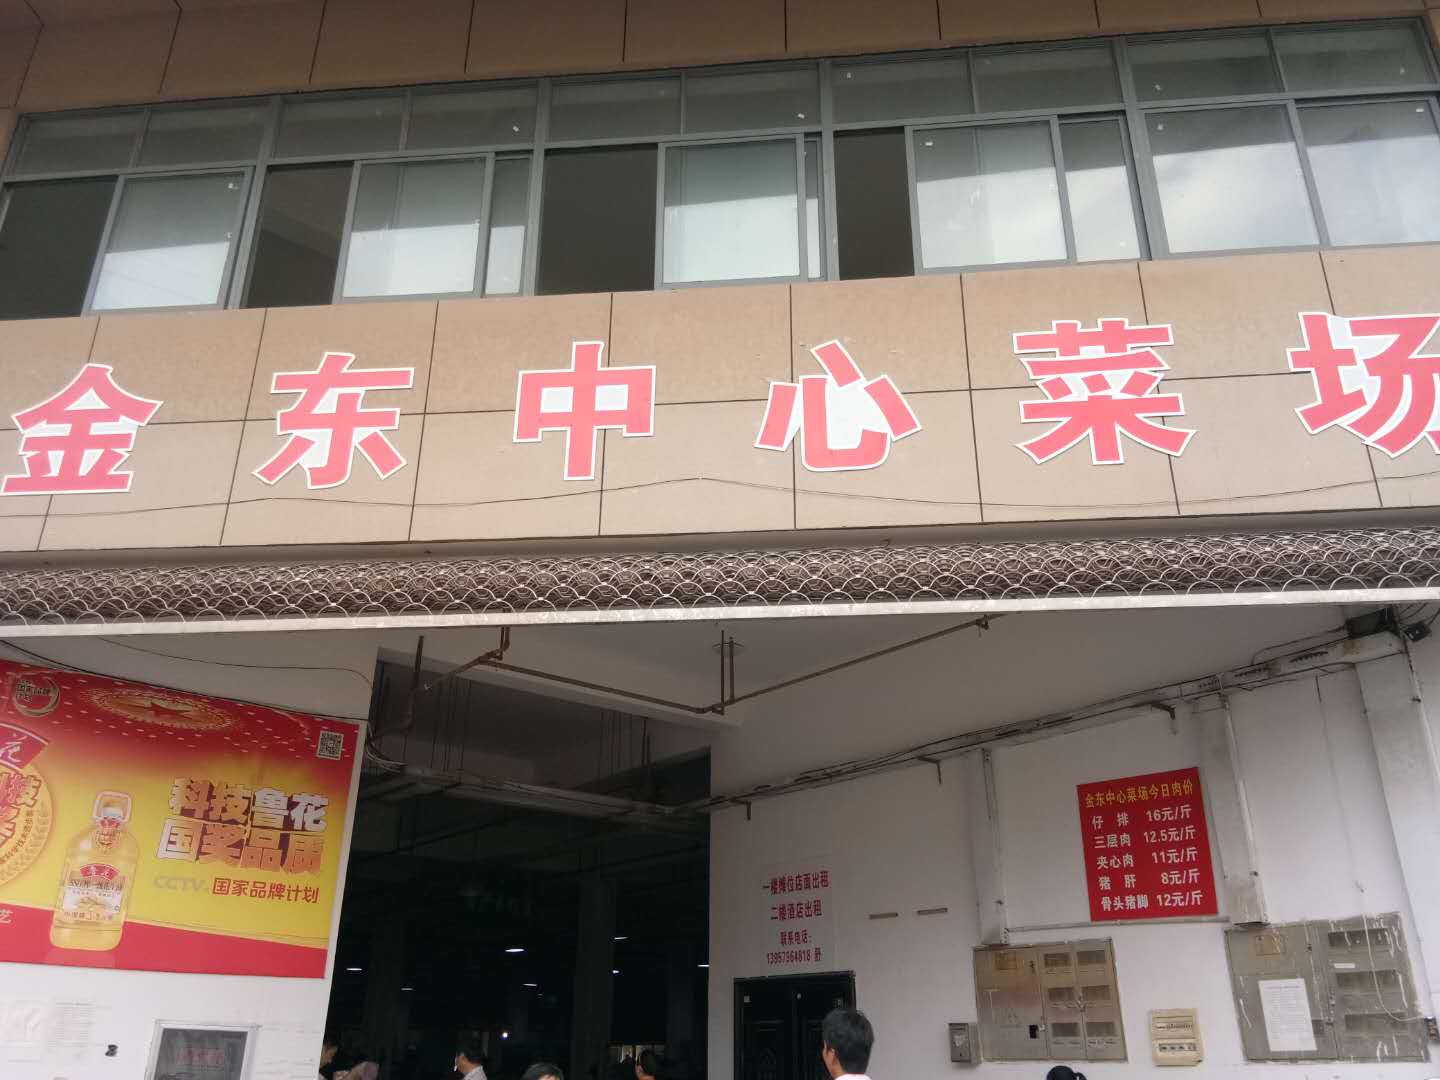 金东中心菜场
花
科技鲁花
国奖品质
CCTV.国家品牌计划
金东中心菜场今日肉价
仔排 16元/斤
三层肉 12.5元/斤
夹心肉 11元/斤
猪肝 8元/斤
骨头猪脚 12元/斤
一楼摊位店面出租
二楼酒店出租
联系电话：
13957964818 舒